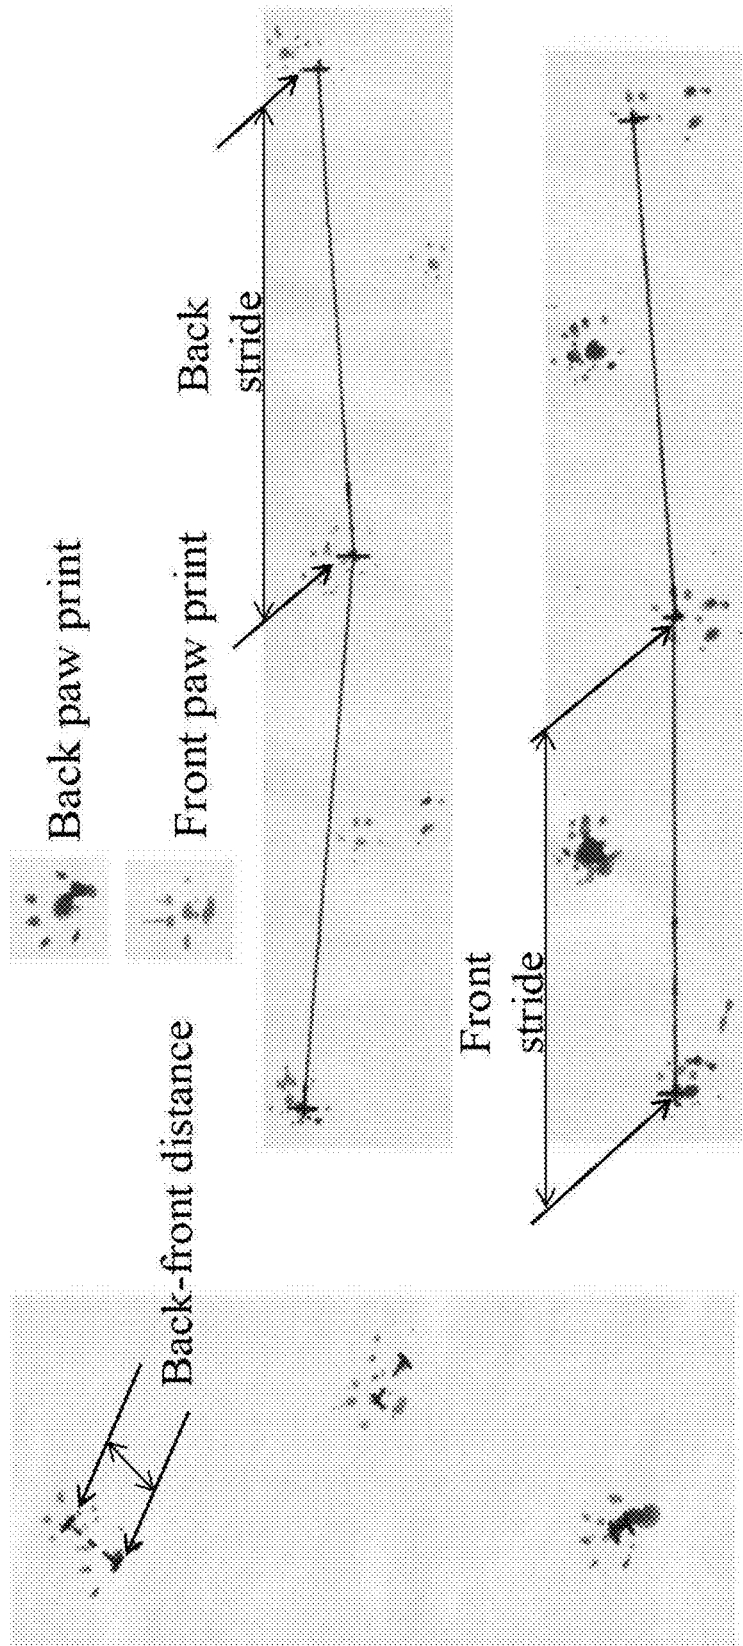 Back-front distance
Back paw print
Front paw print
Back
stride
Front
stride